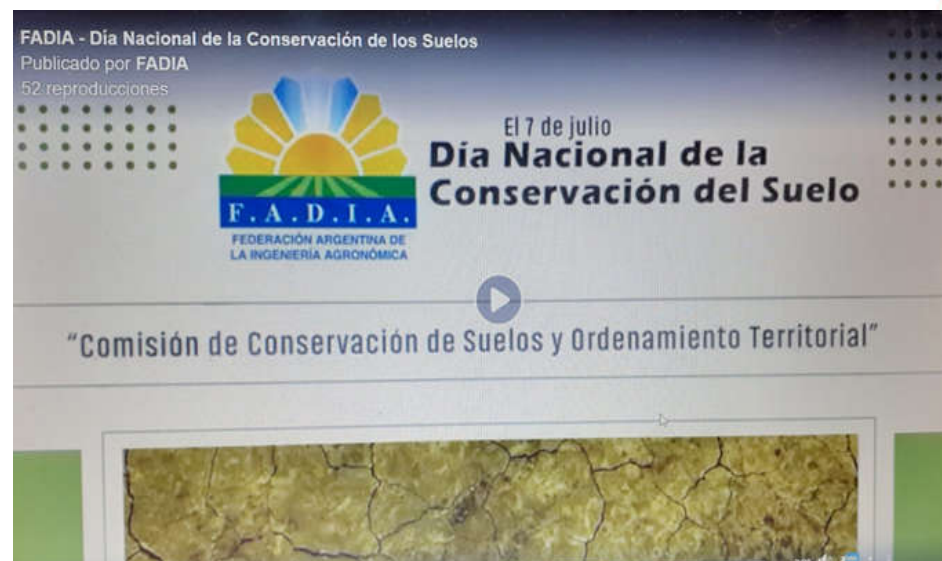 FADIA - Día Nacional de la Conservación de los Suelos
Publicado por FADIA
52 reproducciones
El 7 de julio
Día Nacional de la
Conservación del Suelo
F.A.D.I.A.
FEDERACIÓN ARGENTINA DE
LA INGENIERÍA AGRONÓMICA
“Comisión de Conservación de Suelos y Ordenamiento Territorial”